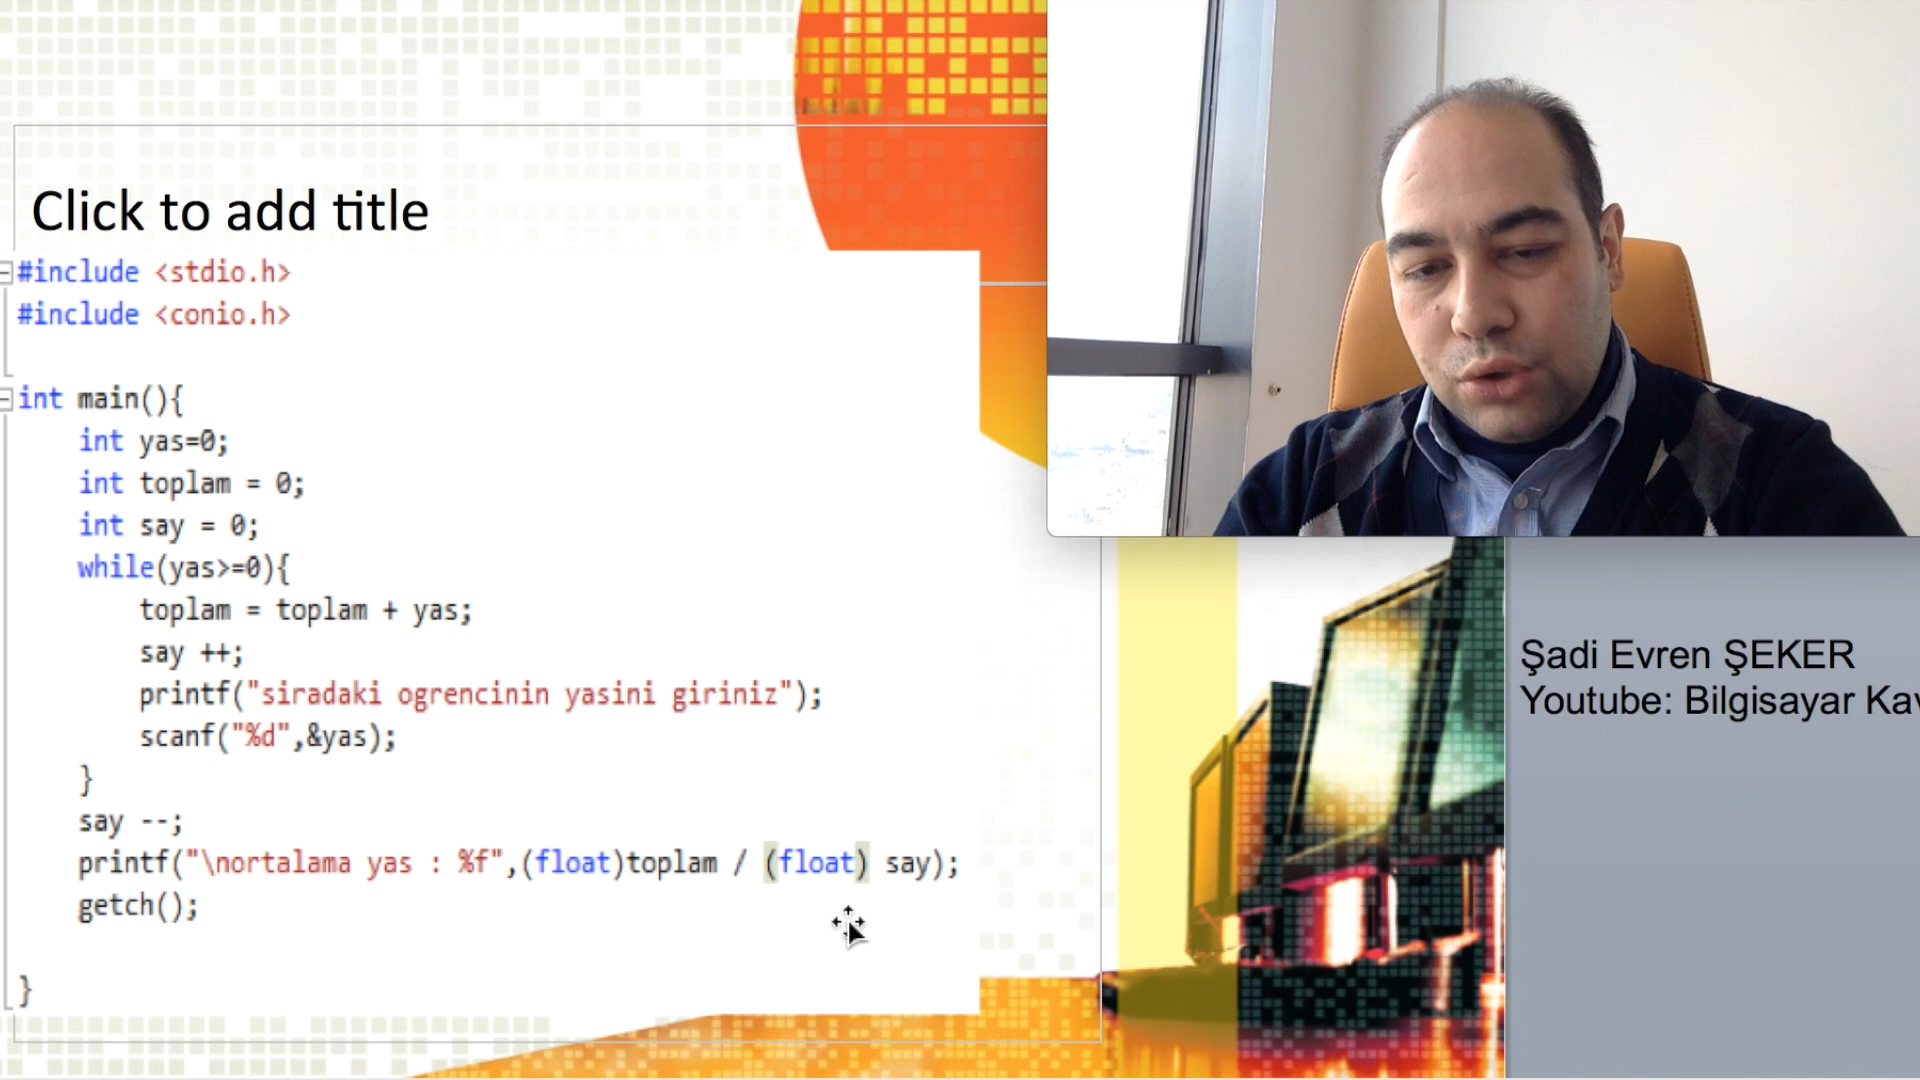 Click to add title
#include <stdio.h>
#include <conio.h>
int main(){
int yas=0;
int toplam = 0;
int say = 0;
while(yas>=0){
toplam = toplam + yas;
say ++;
printf("siradaki ogrencinin yasini giriniz");
scanf("%d",&yas);
}
say --;
printf("\nortalama yas : %f",(float)toplam / (float) say);
getch();
}
Şadi Evren ŞEKER
Youtube: Bilgisayar